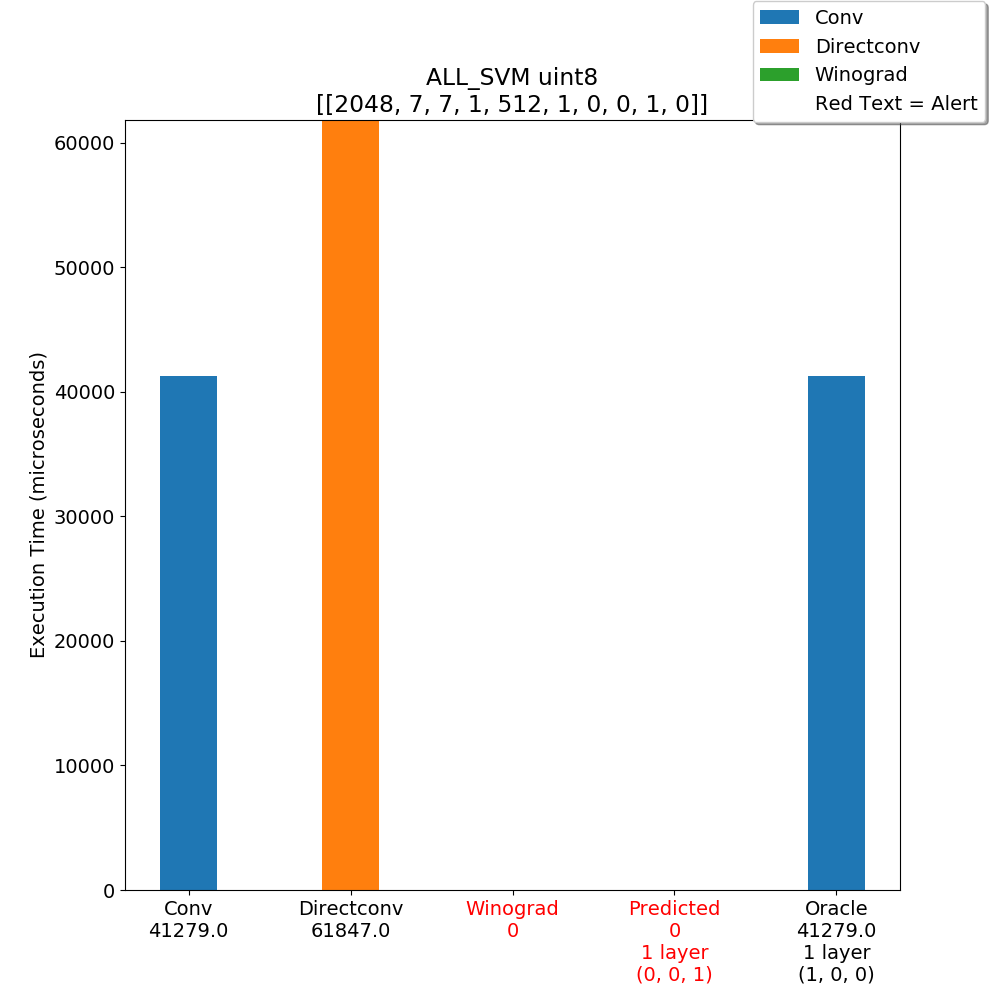 Conv
Directconv
Winograd
Red Text = Alert
ALL_SVM uint8
[[2048, 7, 7, 1, 512, 1, 0, 0, 1, 0]]
Execution Time (microseconds)
60000
50000
40000
30000
20000
10000
0
Conv
41279.0
Directconv
61847.0
Winograd
0
Predicted
0
1 layer
(0, 0, 1)
Oracle
41279.0
1 layer
(1, 0, 0)